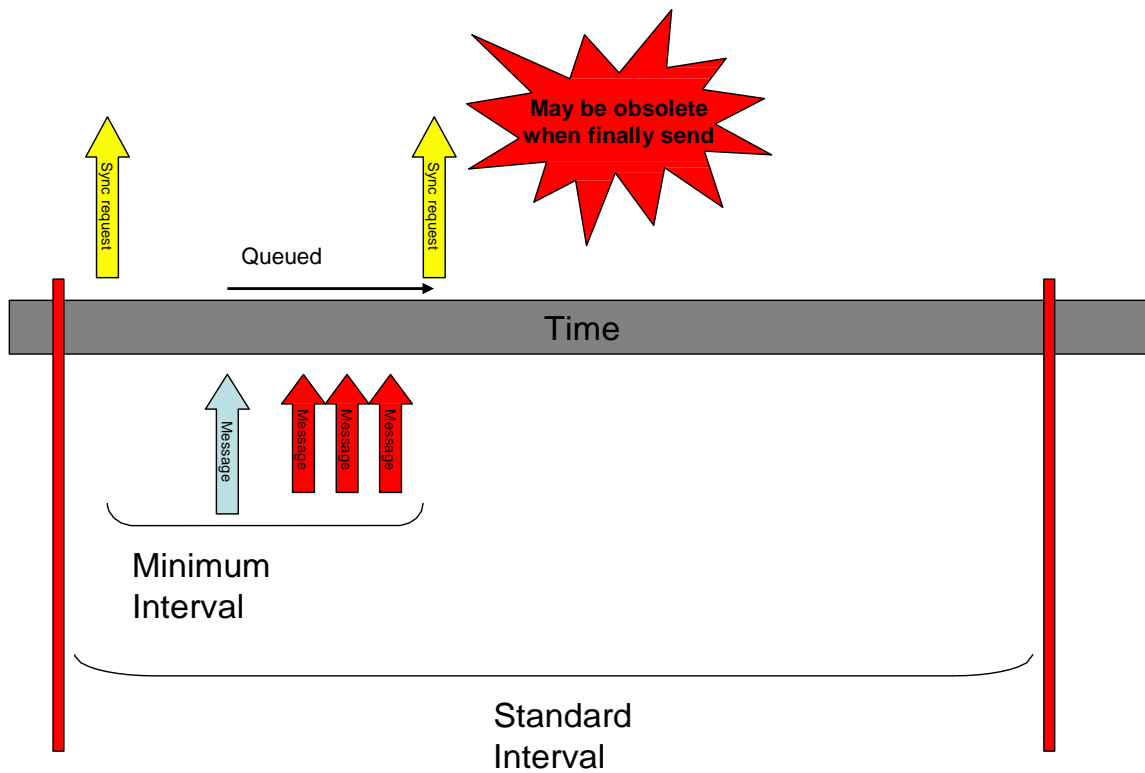 May be obsolete
when finally send
Sync request
Sync request
Queued
Time
Message
Message
Message
Message
Minimum
Interval
Standard
Interval